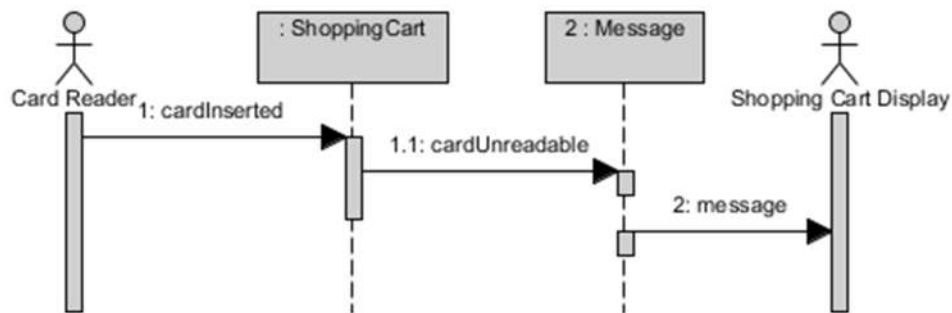 : ShoppingCart
2 : Message
Card Reader
Shopping Cart Display
1: cardInserted
1.1: cardUnreadable
2: message